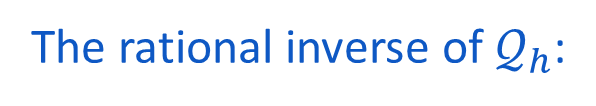 The rational inverse of 𝒬ₕ: